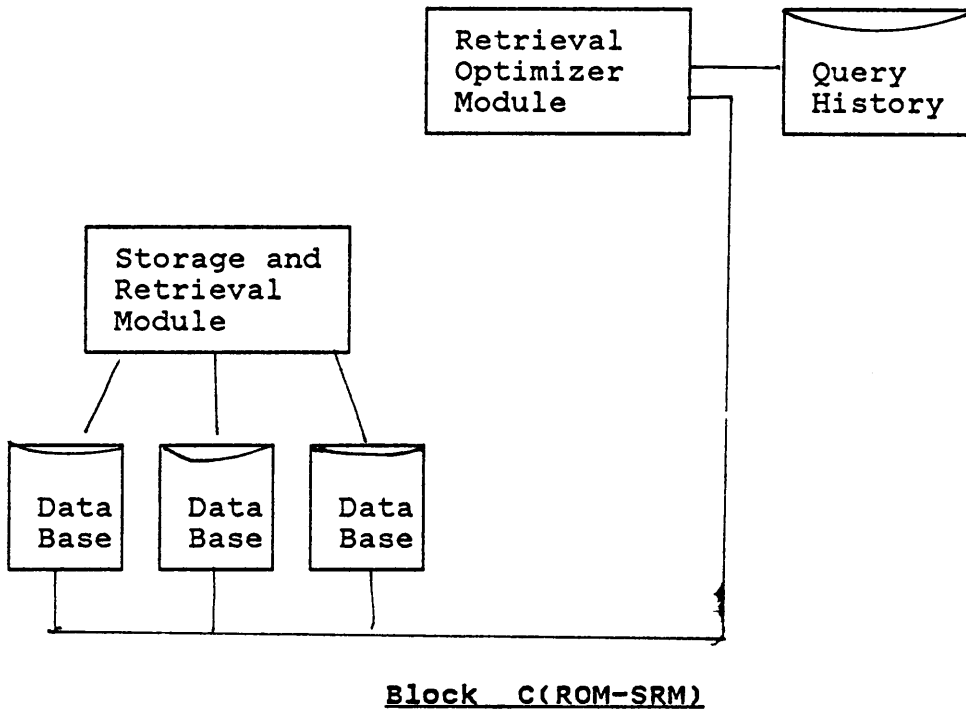 Retrieval
Optimizer
Module
Query
History
Storage and
Retrieval
Module
Data
Base
Data
Base
Data
Base
Block C(ROM-SRM)